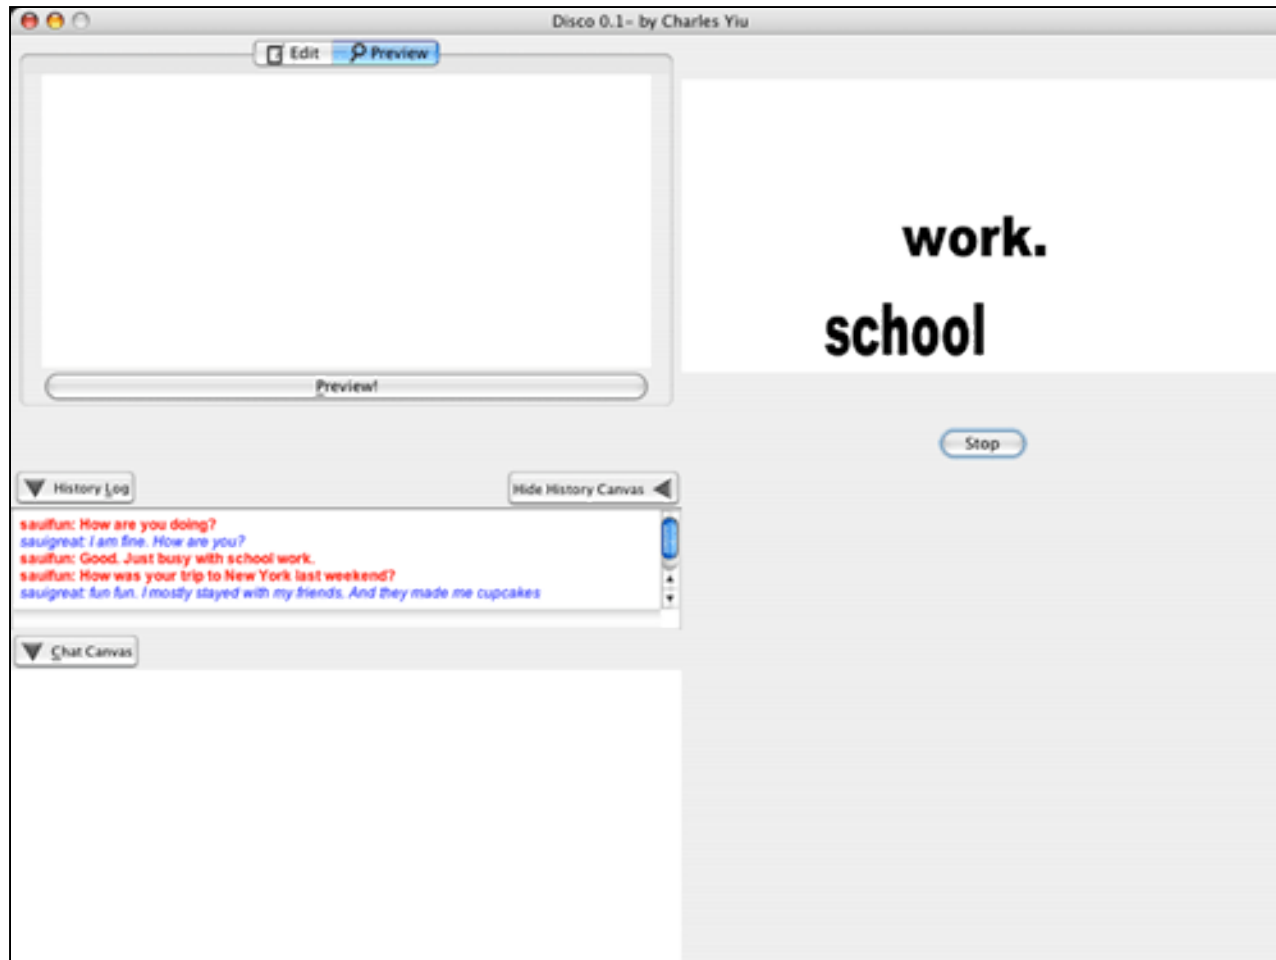 Disco 0.1- by Charles Yiu
Edit Preview
work.
school
Preview!
Stop
History Log
Hide History Canvas
saulfun: How are you doing?
sauigreat: I am fine. How are you?
saulfun: Good. Just busy with school work.
saulfun: How was your trip to New York last weekend?
sauigreat: fun fun. I mostly stayed with my friends. And they made me cupcakes
Chat Canvas